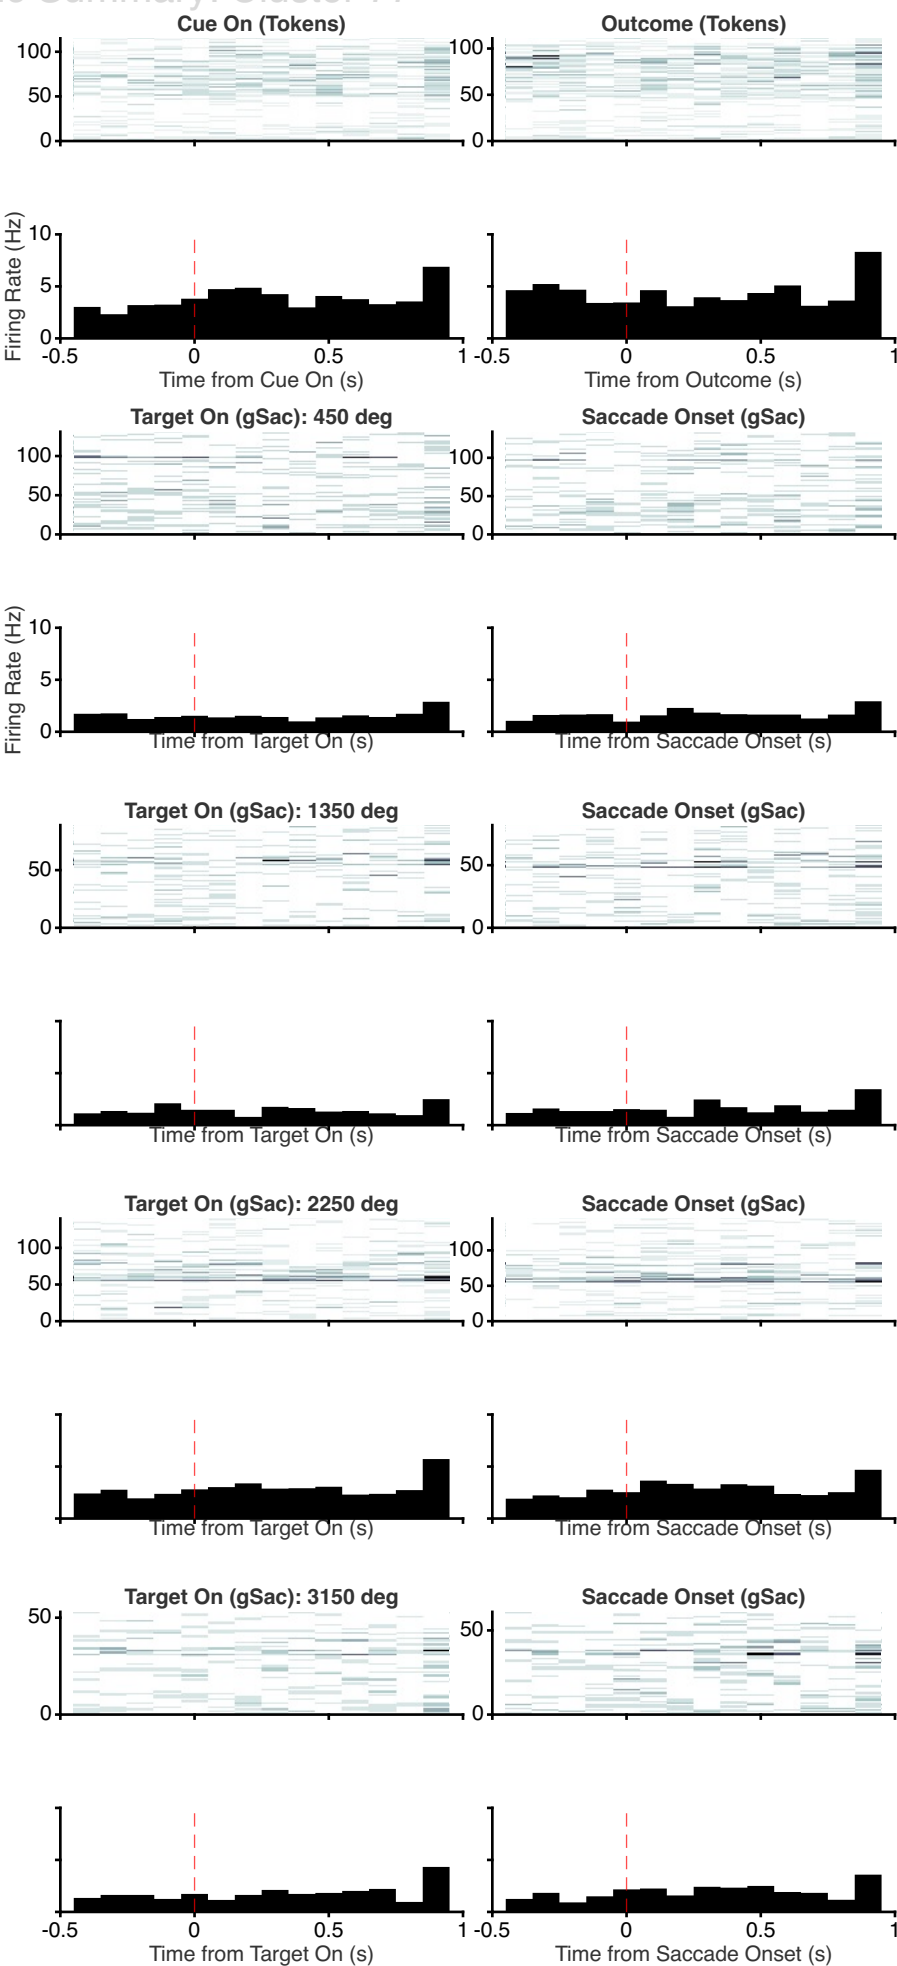 Summary: Cluster
Cue On (Tokens) Outcome (Tokens)
100 100
50 50
0 0
Firing Rate (Hz)
10
5
0
-0.5 0 0.5 1 -0.5 0 0.5 1
Time from Cue On (s) Time from Outcome (s)
Target On (gSac): 450 deg Saccade Onset (gSac)
100 100
50 50
0 0
Firing Rate (Hz)
10
5
0
Time from Target On (s) Time from Saccade Onset (s)
Target On (gSac): 1350 deg Saccade Onset (gSac)
50 50
0 0
Time from Target On (s) Time from Saccade Onset (s)
Target On (gSac): 2250 deg Saccade Onset (gSac)
100 100
50 50
0 0
Time from Target On (s) Time from Saccade Onset (s)
Target On (gSac): 3150 deg Saccade Onset (gSac)
50 50
0 0
-0.5 0 0.5 1 -0.5 0 0.5 1
Time from Target On (s) Time from Saccade Onset (s)